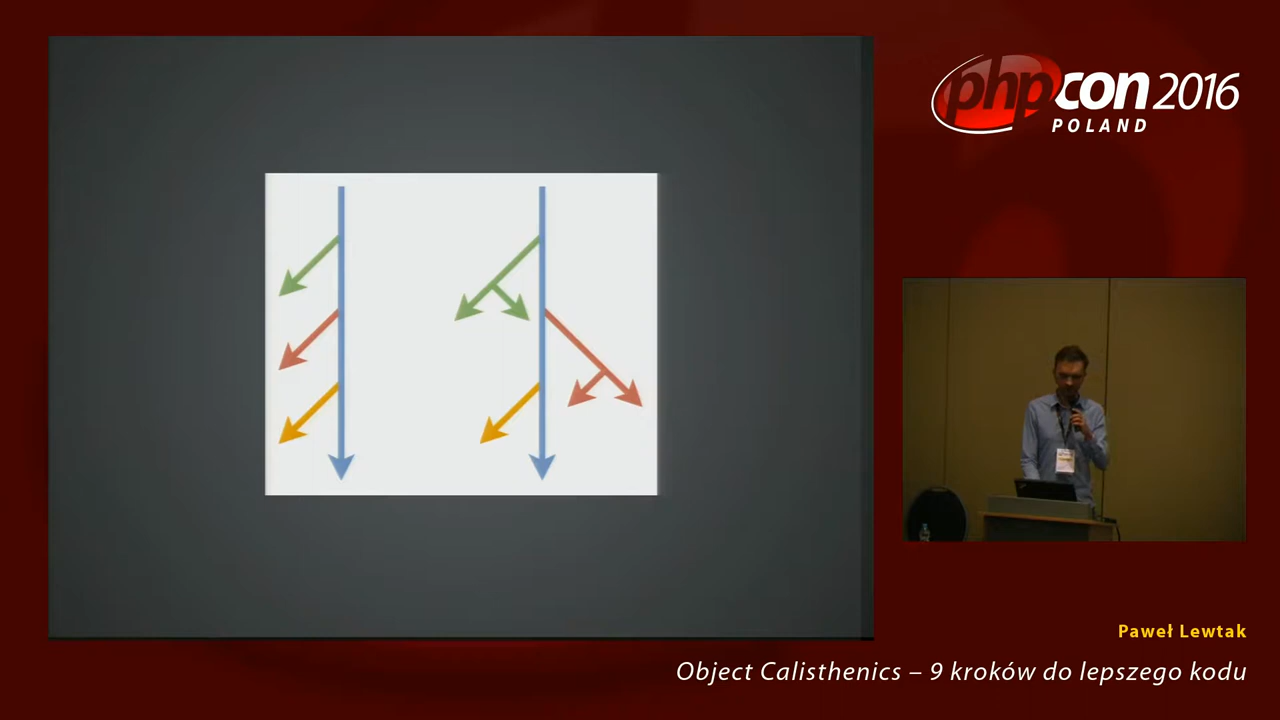 phpcon 2016
POLAND
Paweł Lewtak
Object Calisthenics – 9 kroków do lepszego kodu